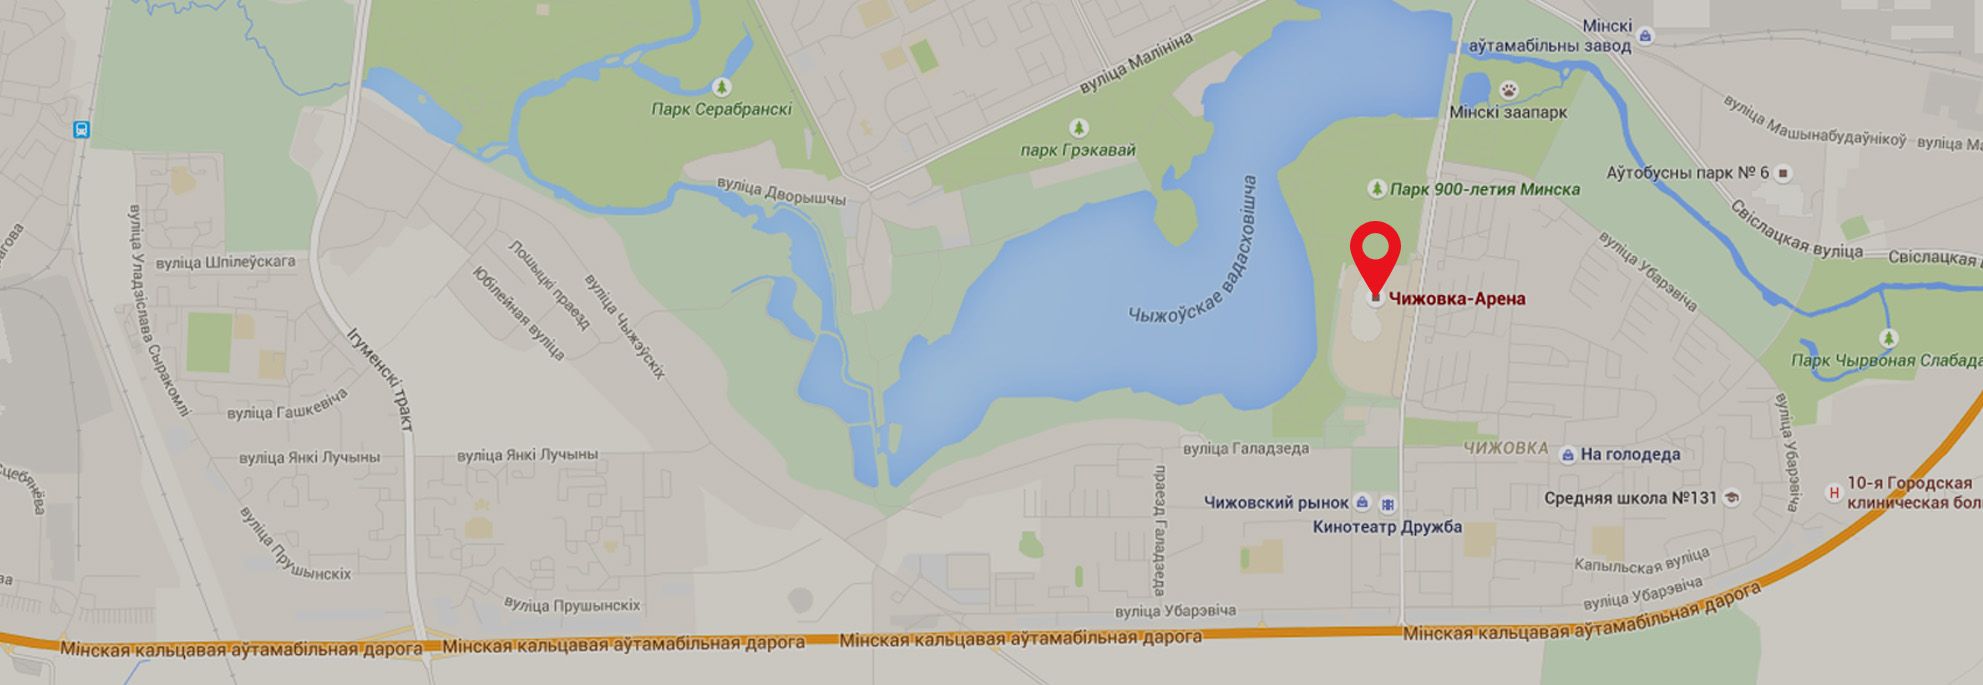 Мінскі
аўтамабільны завод
вуліца Малініна
Парк Серабранскі
Мінскі заапарк
вуліца Машынабудаўнікоў
вуліца Ма
парк Грэкавай
Аўтобусны парк № 6
вуліца Дворышчы
Парк 900-летия Минска
Чыжоўскае вадасховішча
Свіслацкая вуліца
Свіслацкая
вуліца Убарэвіча
вуліца Шпілеўскага
вуліца Уладзіслава Сыракомлі
Лошыцкі праезд
Юбілейная вуліца
вуліца Чыжэўскіх
Чижовка-Арена
Ігуменскі тракт
Парк Чырвоная Слабада
вуліца Гашкевіча
вуліца Убарэвіча
вуліца Янкі Лучыны
вуліца Янкі Лучыны
вуліца Галадзеда
ЧИЖОВКА
На голодеда
праезд Галадзеда
Чижовский рынок
Средняя школа №131
10-я Городская
клиническая бол
Кинотеатр Дружба
вуліца Прушынскіх
Капыльская вуліца
вуліца Прушынскіх
вуліца Убарэвіча
вуліца Убарэвіча
Мінская кальцавая аўтамабільная дарога
Мінская кальцавая аўтамабільная дарога
Мінская кальцавая аўтамабільная дарога
Мінская кальцавая аўтамабільная дарога